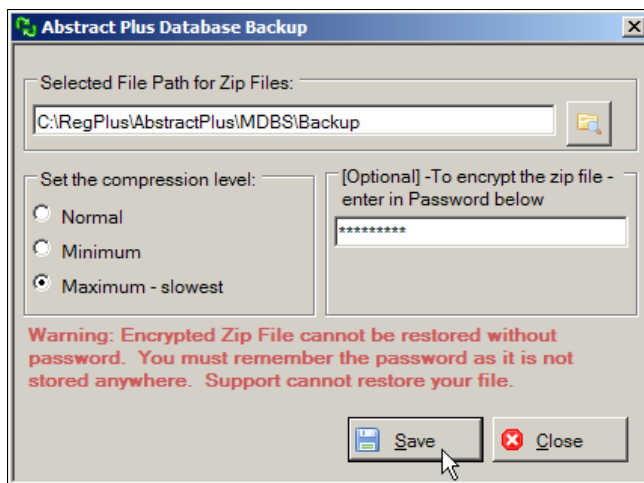 Abstract Plus Database Backup
Selected File Path for Zip Files:
C:\RegPlus\AbstractPlus\MDBS\Backup
Set the compression level:
Normal
Minimum
Maximum - slowest
[Optional] -To encrypt the zip file -
enter in Password below
*********
Warning: Encrypted Zip File cannot be restored without
password.  You must remember the password as it is not
stored anywhere.  Support cannot restore your file.
Save
Close